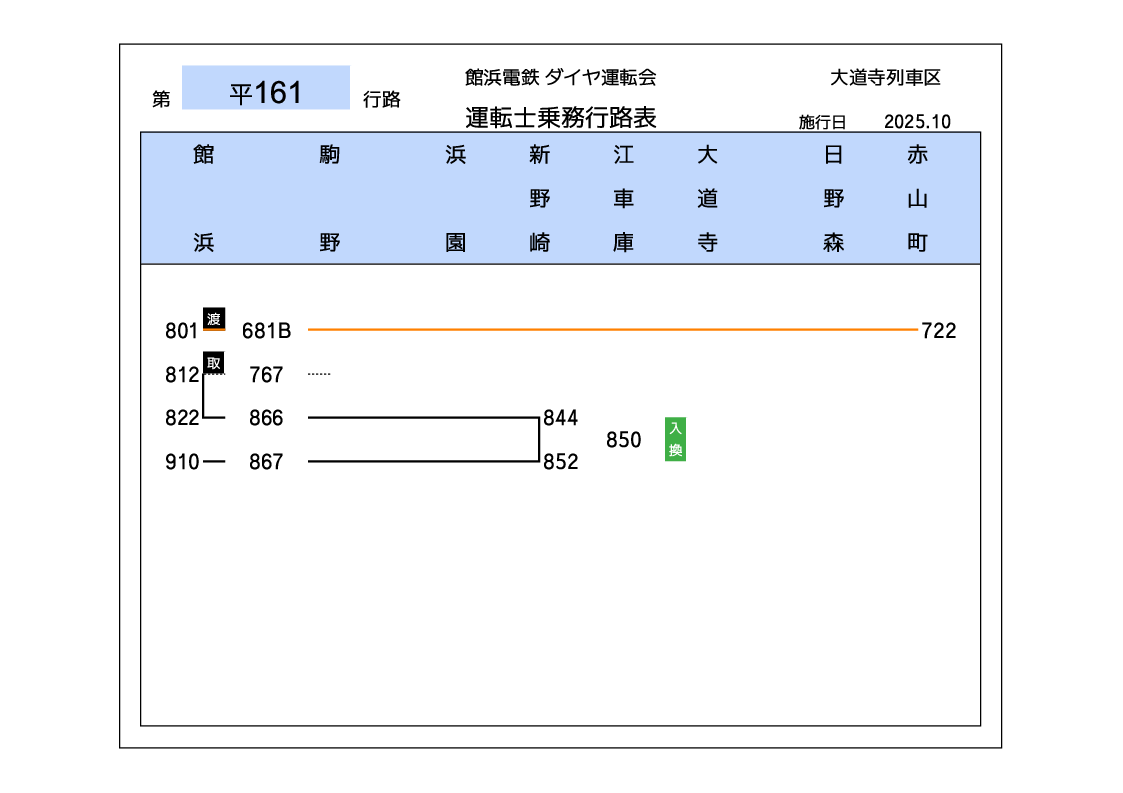 館浜電鉄 ダイヤ運転会
大道寺列車区
第 平161 行路
運転士乗務行路表
施行日 2025.10
館浜 駒野 浜園 新野崎 江車庫 大道寺 日野森 赤山町
801 渡 681B 722
812 取 767
822 866 844
850 入換
910 867 852